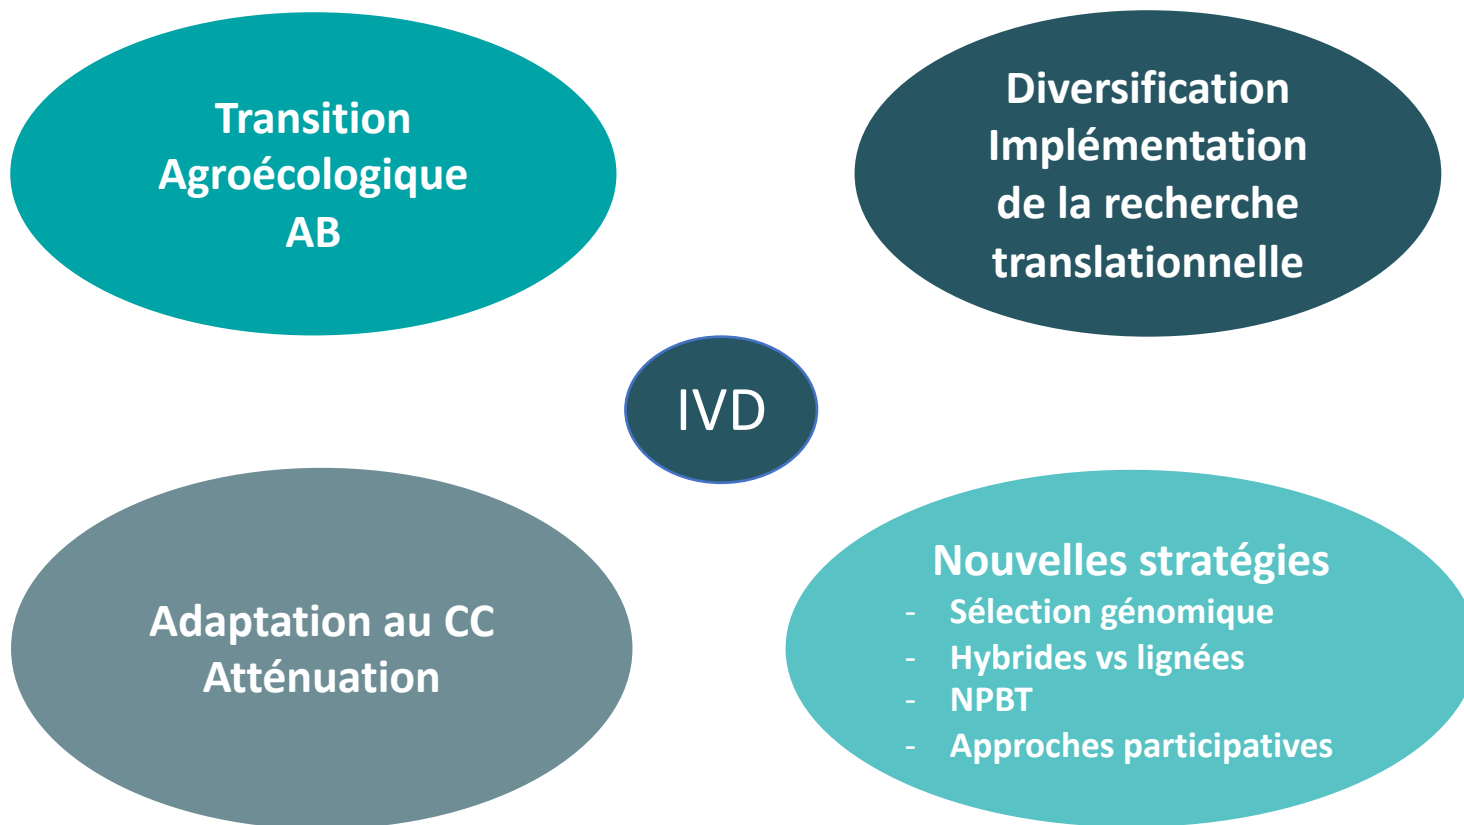 Transition
Agroécologique
AB
Diversification
Implémentation
de la recherche
translationnelle
IVD
Adaptation au CC
Atténuation
Nouvelles stratégies
- Sélection génomique
- Hybrides vs lignées
- NPBT
- Approches participatives